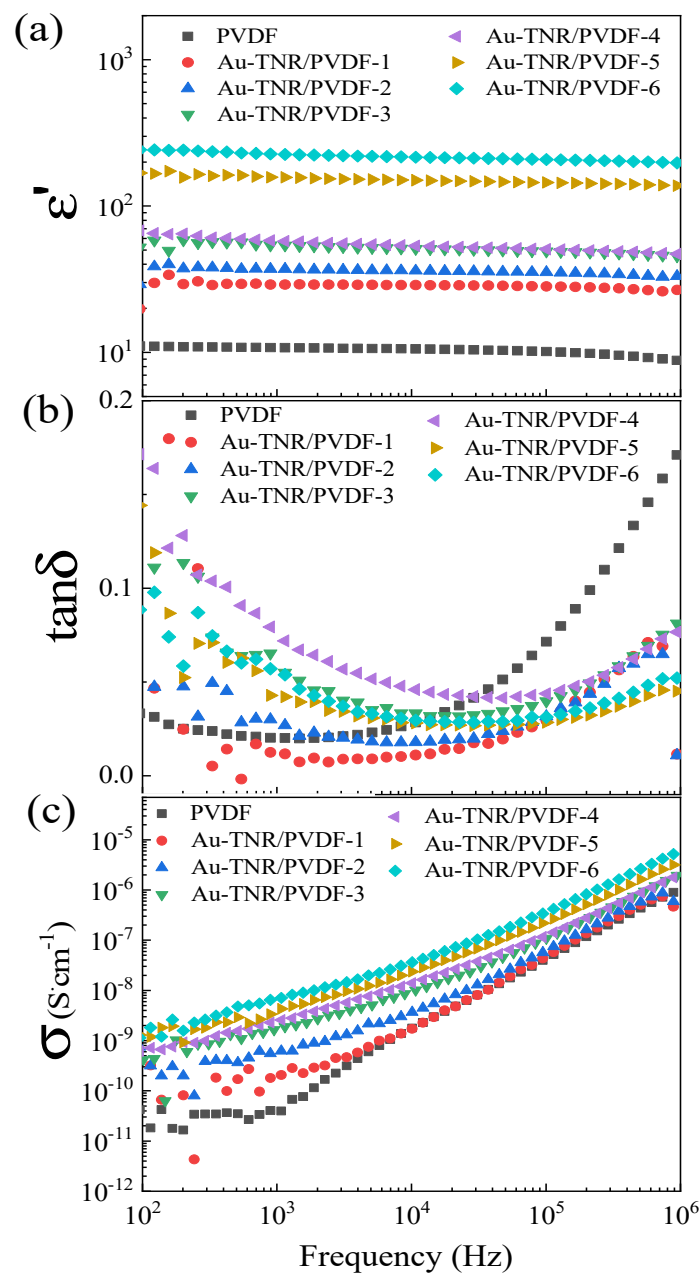 (a)
PVDF
Au-TNR/PVDF-1
Au-TNR/PVDF-2
Au-TNR/PVDF-3
Au-TNR/PVDF-4
Au-TNR/PVDF-5
Au-TNR/PVDF-6
10³
10²
10¹
ε'
(b)
PVDF
Au-TNR/PVDF-1
Au-TNR/PVDF-2
Au-TNR/PVDF-3
Au-TNR/PVDF-4
Au-TNR/PVDF-5
Au-TNR/PVDF-6
0.2
0.1
0.0
tanδ
(c)
PVDF
Au-TNR/PVDF-1
Au-TNR/PVDF-2
Au-TNR/PVDF-3
Au-TNR/PVDF-4
Au-TNR/PVDF-5
Au-TNR/PVDF-6
10⁻⁵
10⁻⁶
10⁻⁷
10⁻⁸
10⁻⁹
10⁻¹⁰
10⁻¹¹
10⁻¹²
σ (S·cm⁻¹)
10² 10³ 10⁴ 10⁵ 10⁶
Frequency (Hz)